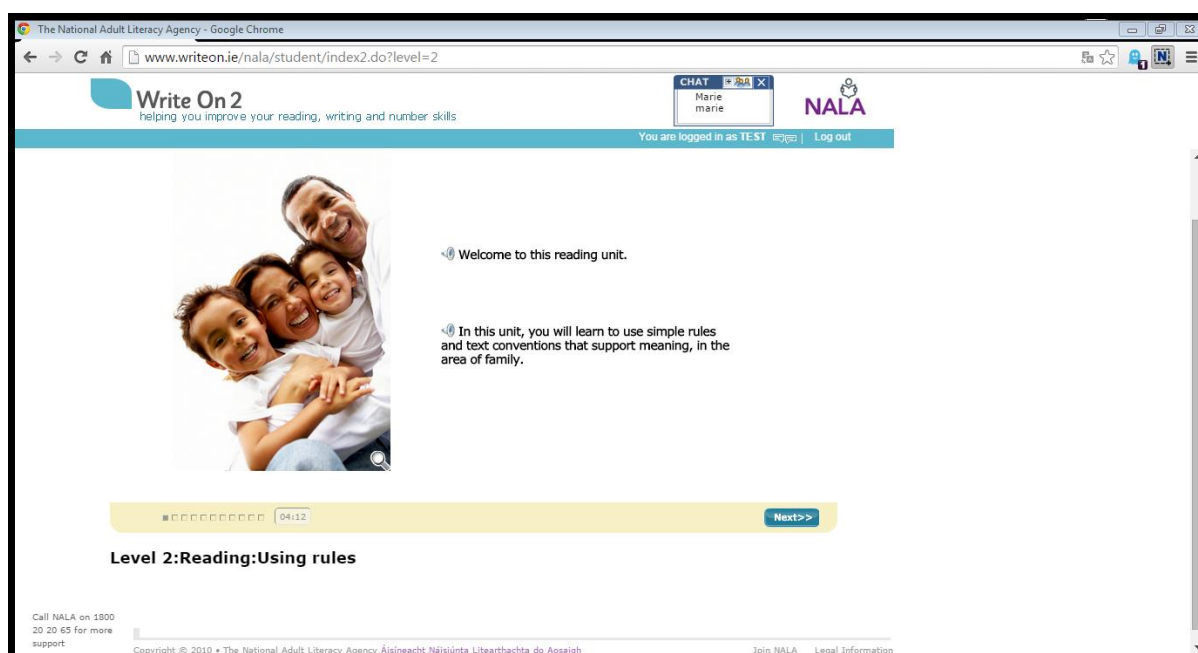 The National Adult Literacy Agency - Google Chrome
www.writeon.ie/nala/student/index2.do?level=2
Write On 2
helping you improve your reading, writing and number skills
CHAT
Marie
marie
NALA
You are logged in as TEST | Log out
Welcome to this reading unit.
In this unit, you will learn to use simple rules
and text conventions that support meaning, in the
area of family.
04:12
Next>>
Level 2:Reading:Using rules
Call NALA on 1800
20 20 65 for more
support
Copyright © 2010 • The National Adult Literacy Agency Áisíneacht Náisiúnta Litearthachta do Aosaigh
Join NALA Legal Information